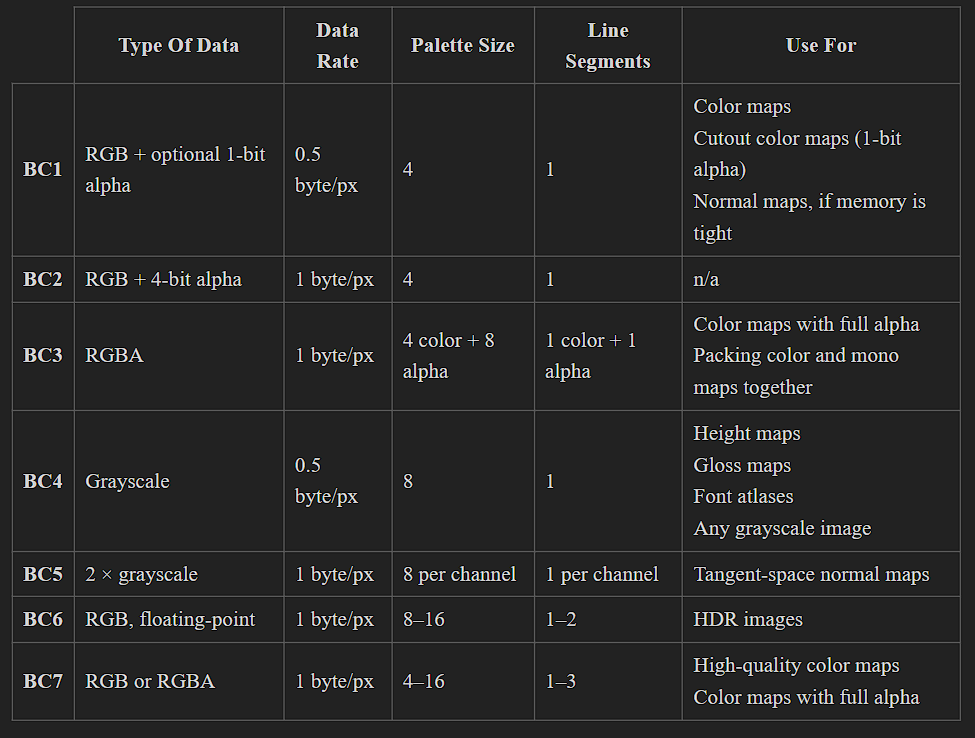 Type Of Data Data Rate Palette Size Line Segments Use For
BC1 RGB + optional 1-bit alpha 0.5 byte/px 4 1 Color maps
Cutout color maps (1-bit alpha)
Normal maps, if memory is tight
BC2 RGB + 4-bit alpha 1 byte/px 4 1 n/a
BC3 RGBA 1 byte/px 4 color + 8 alpha 1 color + 1 alpha Color maps with full alpha
Packing color and mono maps together
BC4 Grayscale 0.5 byte/px 8 1 Height maps
Gloss maps
Font atlases
Any grayscale image
BC5 2 × grayscale 1 byte/px 8 per channel 1 per channel Tangent-space normal maps
BC6 RGB, floating-point 1 byte/px 8–16 1–2 HDR images
BC7 RGB or RGBA 1 byte/px 4–16 1–3 High-quality color maps
Color maps with full alpha